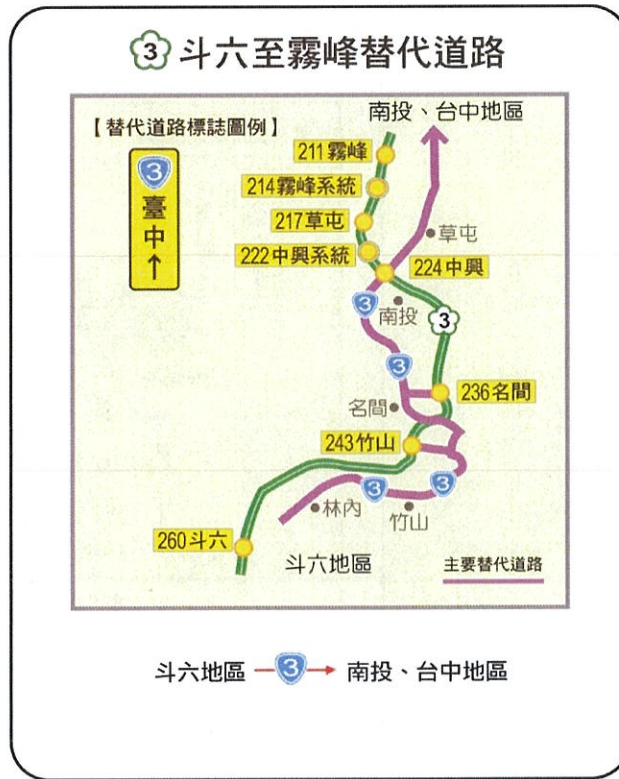 3 斗六至霧峰替代道路
南投、台中地區
【替代道路標誌圖例】
3
臺中↑
211 霧峰
214 霧峰系統
217 草屯
222 中興系統
草屯
224 中興
3
南投
3
3
236 名間
名間
243 竹山
3
3
林內
竹山
260 斗六
斗六地區
主要替代道路
斗六地區 3 南投、台中地區